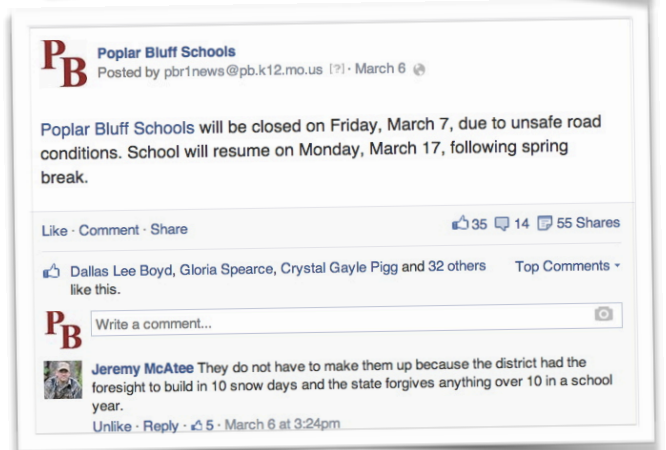 PB
Poplar Bluff Schools
Posted by pbr1news@pb.k12.mo.us [?] · March 6
Poplar Bluff Schools will be closed on Friday, March 7, due to unsafe road
conditions. School will resume on Monday, March 17, following spring
break.
Like · Comment · Share 35 14 55 Shares
Dallas Lee Boyd, Gloria Spearce, Crystal Gayle Pigg and 32 others Top Comments
like this.
PB
Write a comment...
Jeremy McAtee They do not have to make them up because the district had the
foresight to build in 10 snow days and the state forgives anything over 10 in a school
year.
Unlike · Reply · 5 · March 6 at 3:24pm